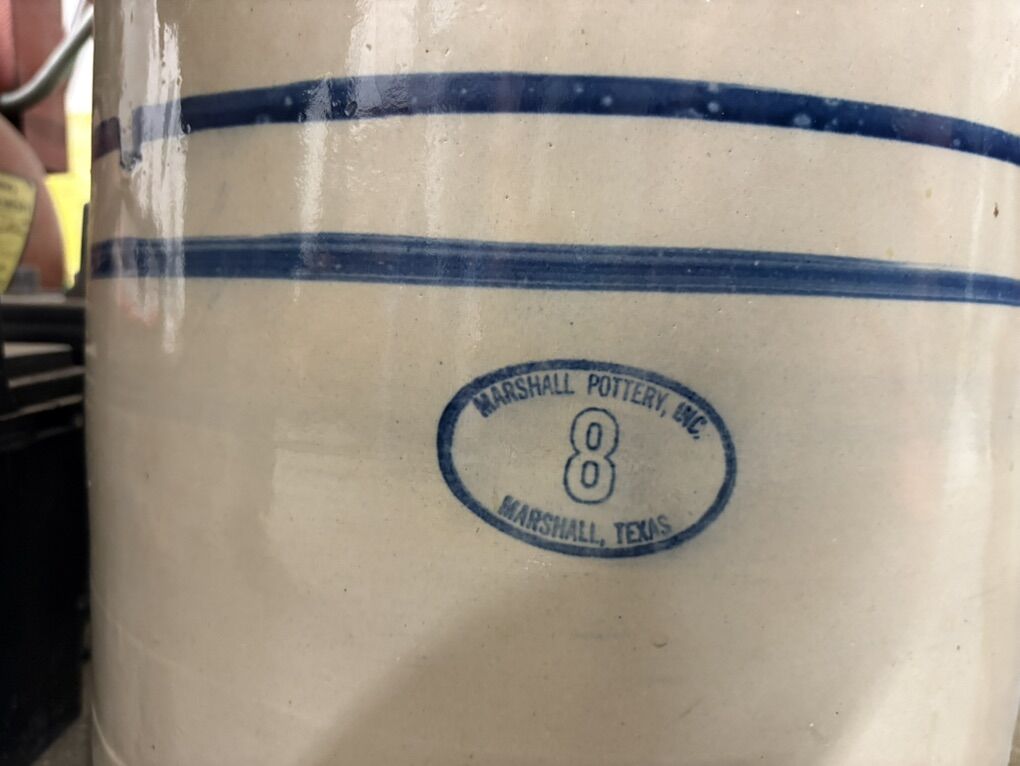 MARSHALL POTTERY, INC.
8
MARSHALL, TEXAS